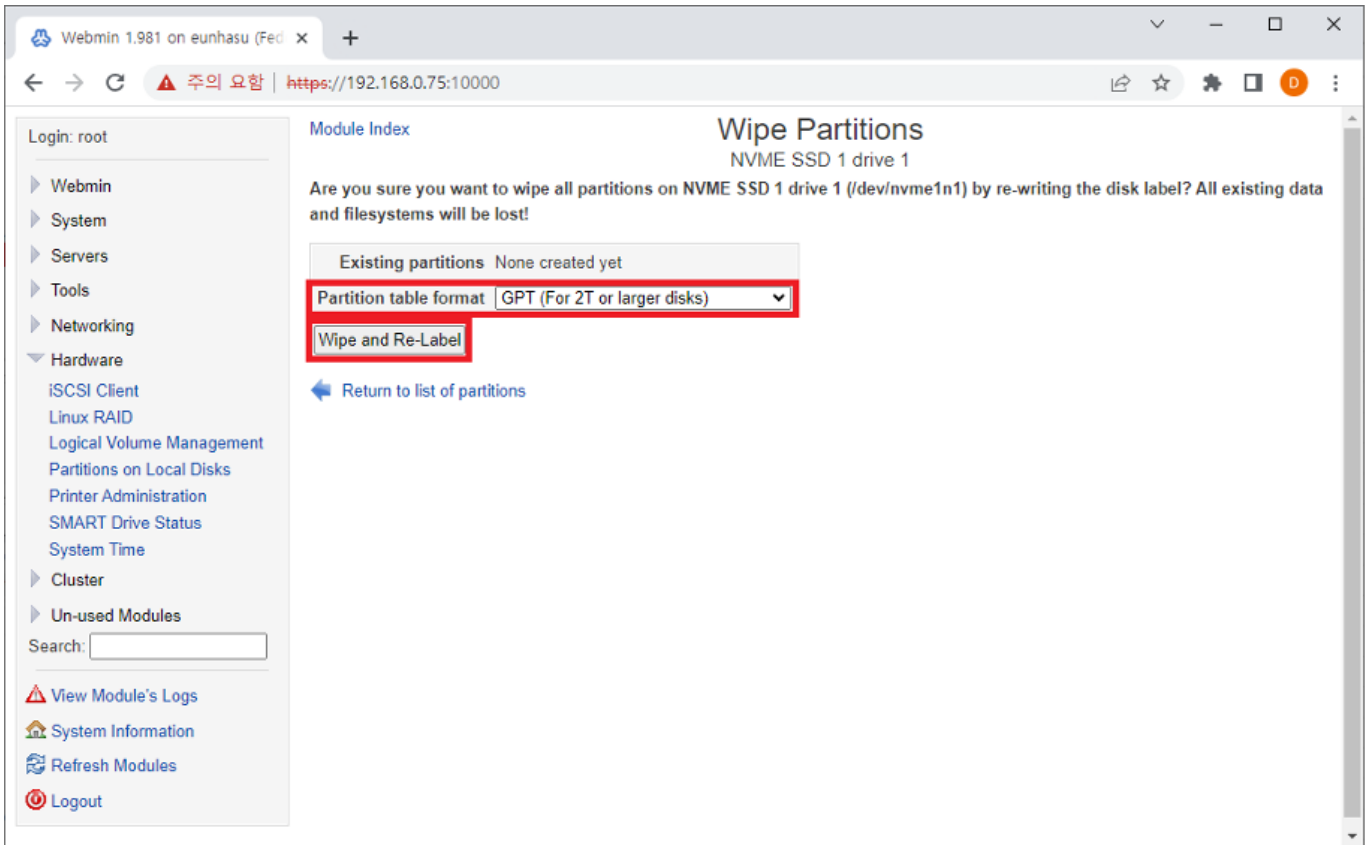 Webmin 1.981 on eunhasu (Fed
주의 요함 https://192.168.0.75:10000
D
Login: root
Webmin
System
Servers
Tools
Networking
Hardware
iSCSI Client
Linux RAID
Logical Volume Management
Partitions on Local Disks
Printer Administration
SMART Drive Status
System Time
Cluster
Un-used Modules
Search:
View Module's Logs
System Information
Refresh Modules
Logout
Module Index
Wipe Partitions
NVME SSD 1 drive 1
Are you sure you want to wipe all partitions on NVME SSD 1 drive 1 (/dev/nvme1n1) by re-writing the disk label? All existing data
and filesystems will be lost!
Existing partitions None created yet
Partition table format GPT (For 2T or larger disks)
Wipe and Re-Label
Return to list of partitions